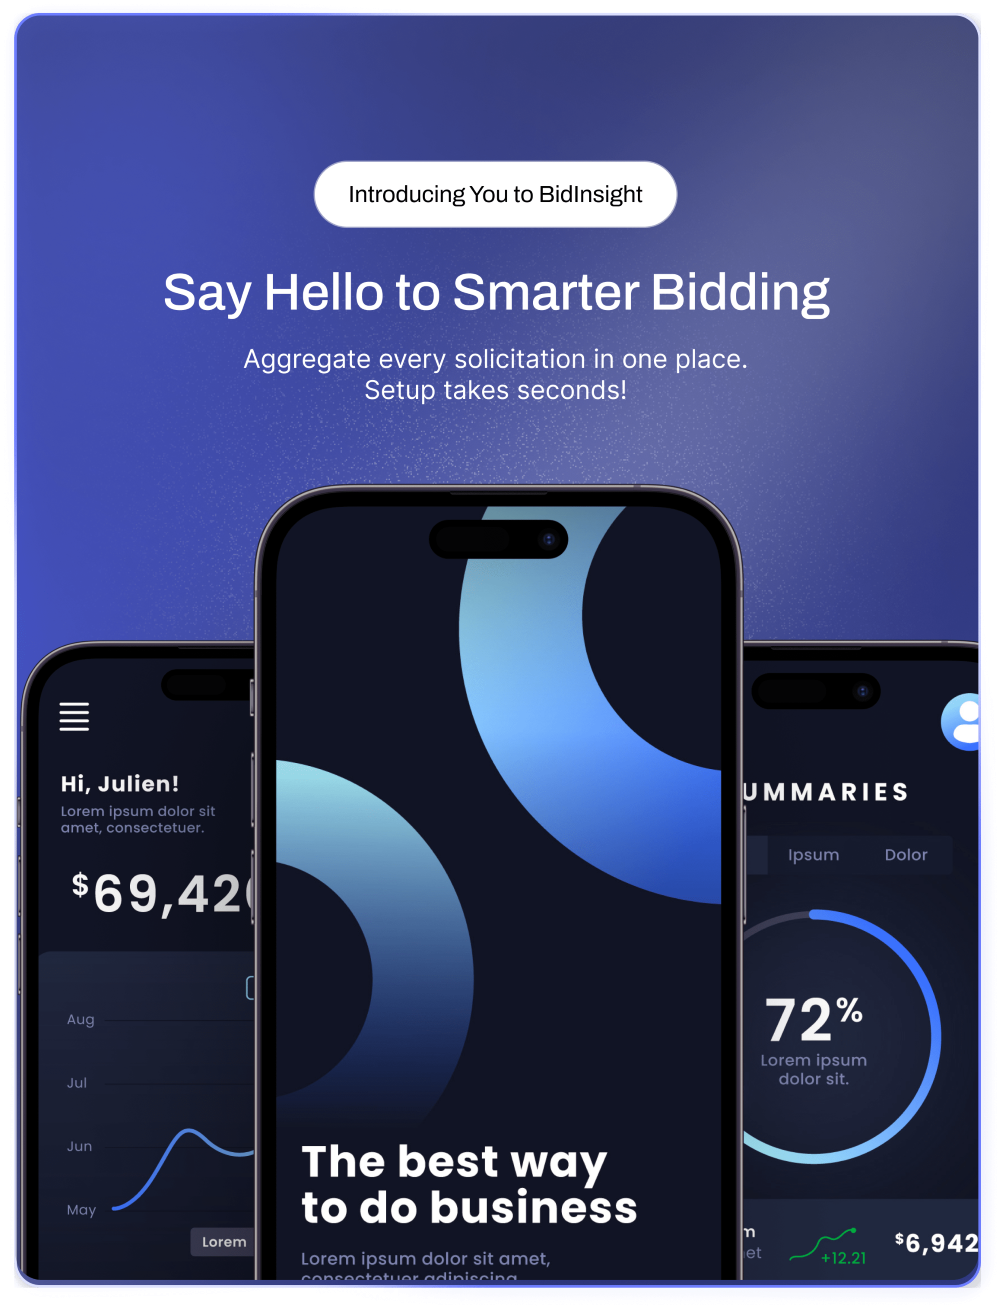 Introducing You to BidInsight
Say Hello to Smarter Bidding
Aggregate every solicitation in one place.
Setup takes seconds!
Hi, Julien!
Lorem ipsum dolor sit
amet, consectetuer.
$69,42
Aug
Jul
Jun
May
Lorem
The best way
to do business
Lorem ipsum dolor sit amet,
consectetuer adipiscing
UMMARIES
Ipsum Dolor
72%
Lorem ipsum
dolor sit.
m
et
+12.21
$6,942